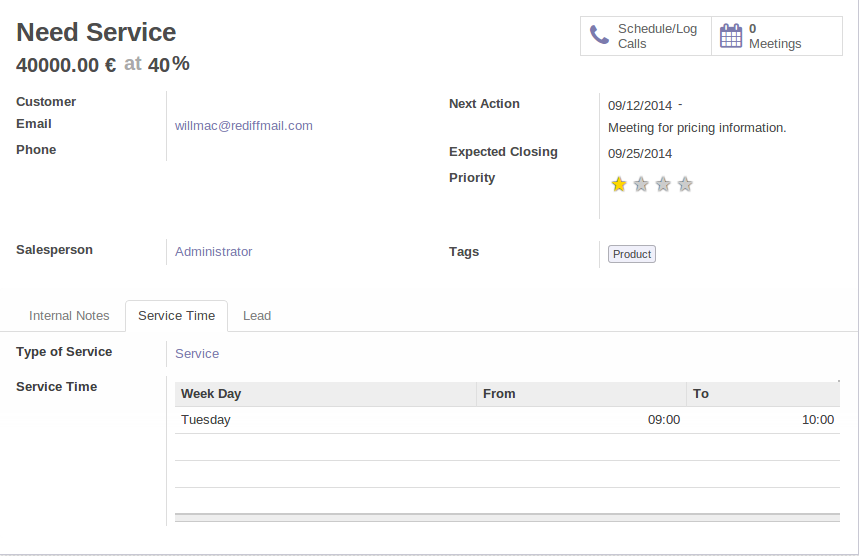 Need Service
40000.00 € at 40%
Schedule/Log
Calls
0
Meetings
Customer
Email willmac@rediffmail.com
Phone
Next Action 09/12/2014 -
Meeting for pricing information.
Expected Closing 09/25/2014
Priority
Salesperson Administrator
Tags Product
Internal Notes Service Time Lead
Type of Service Service
Service Time
Week Day From To
Tuesday 09:00 10:00